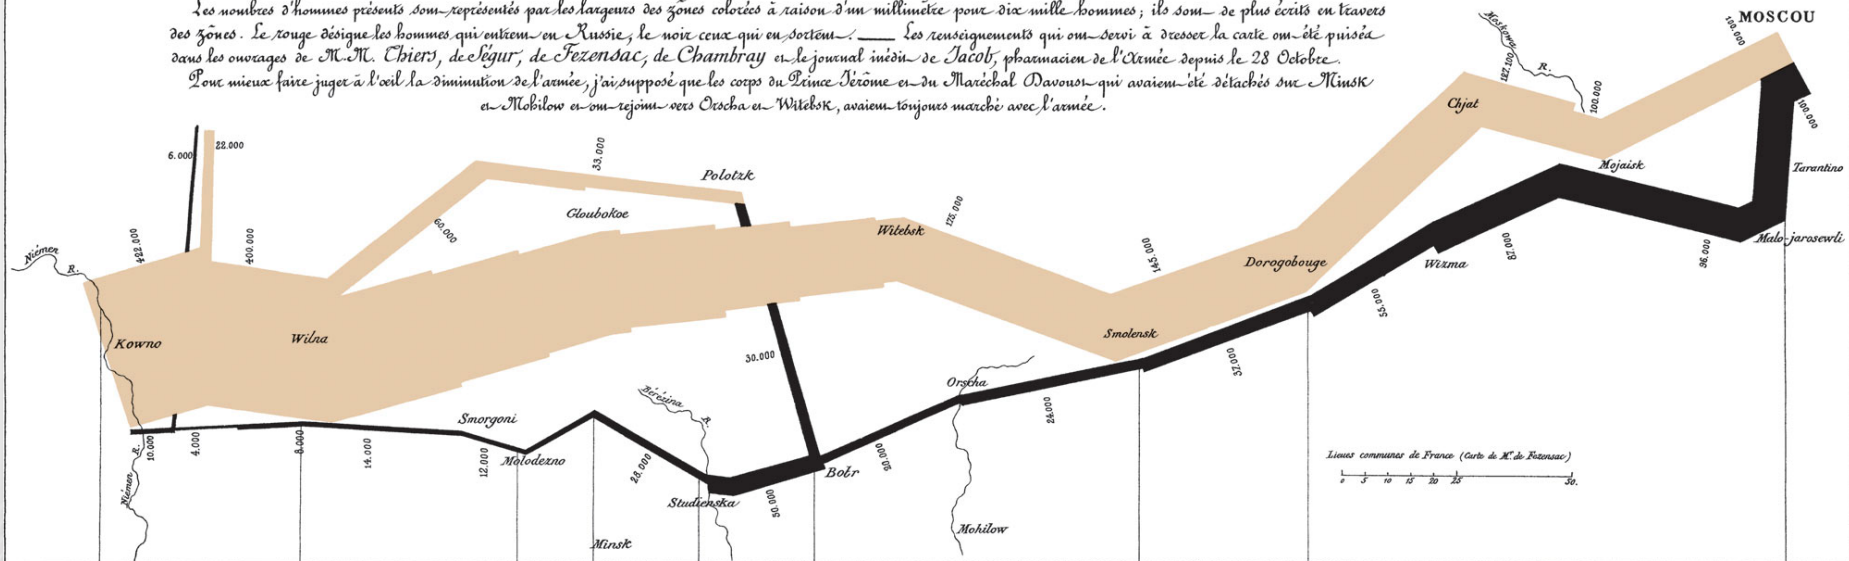 Les nombres d'hommes présents sont représentés par les largeurs des zônes colorées à raison d'un millimètre pour dix mille hommes; ils sont de plus écrits en travers
des zônes. Le rouge désigne les hommes qui entrent en Russie, le noir ceux qui en sortent. Les renseignements qui ont servi à dresser la carte ont été puisés
dans les ouvrages de M.M. Thiers, de Ségur, de Fezensac, de Chambray et le journal inédit de Jacob, pharmacien de l'Armée depuis le 28 Octobre.
Pour mieux faire juger à l'œil la diminution de l'armée, j'ai supposé que les corps du Prince Jérôme et du Maréchal Davoust qui avaient été détachés sur Minsk
et Mohilow et ont rejoint vers Orscha et Witebsk, avaient toujours marché avec l'armée.
MOSCOU
100.000
Moskowa
R.
127.100
100.000
Chjat
100.000
Mojaisk
Tarantino
6.000
22.000
33.000
Polotzk
Gloubokoe
60.000
175.000
Witebsk
422.000
400.000
Niémen
R.
Malo-jarosewli
96.000
87.000
Wizma
145.000
Dorogobouge
55.000
Kowno
Wilna
Smolensk
37.000
30.000
Orscha
24.000
Bérézina
R.
Smorgoni
10.000
4.000
8.000
14.000
12.000
Molodezno
28.000
Studienska
50.000
Bobr
20.000
Niémen
R.
Minsk
Mohilow
Lieues communes de France (Carte de M. de Fezensac)
0 5 10 15 20 25 50.